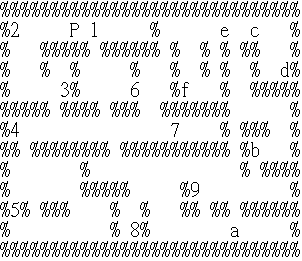 %%%%%%%%%%%%%%%%%%%%%%%%%%%%%%
%2     P 1     %      e  c   %
%   %%%%% %%%%%% %  % % %%   %
%   %  %     %   %  % %  %  d%
%     3%     6   %f   %  %%%%%
%%%%% %%%% %%% %%%%%%%%      %
%4               7    % %%%  %
%% %%%%%%%% %%%%%%%%%%% %b   %
%       %               % %%%%
%       %%%%%     %9         %
%5% %%%    %  %   %% %% %%%%%%
%          % 8%        a     %
%%%%%%%%%%%%%%%%%%%%%%%%%%%%%%